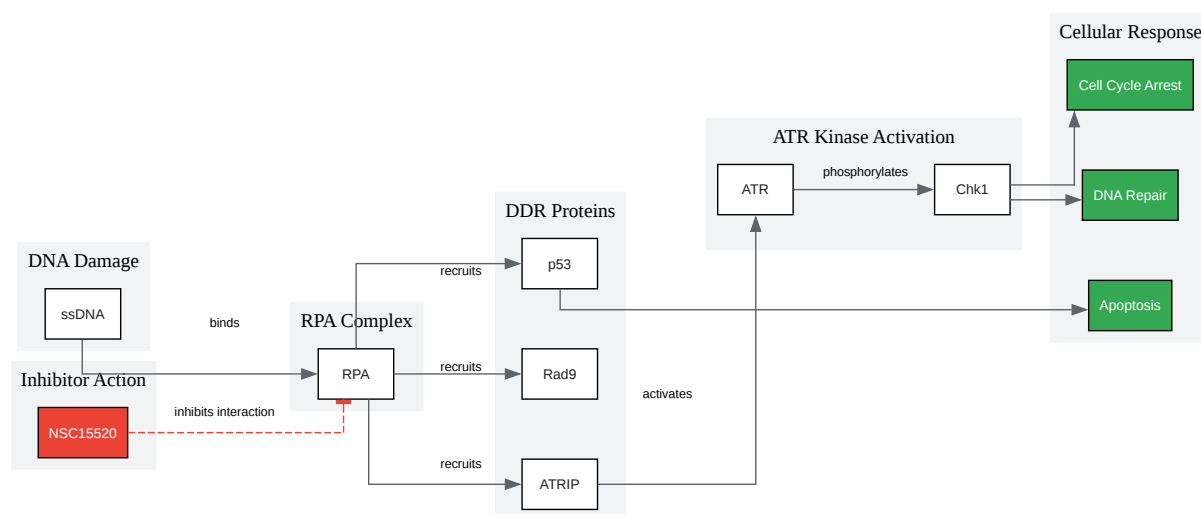 Cellular Response
Cell Cycle Arrest
ATR Kinase Activation
phosphorylates
ATR
Chk1
DNA Repair
DDR Proteins
DNA Damage
p53
recruits
Apoptosis
ssDNA
binds
RPA Complex
RPA
recruits
Rad9
Inhibitor Action
activates
inhibits interaction
NSC15520
recruits
ATRIP